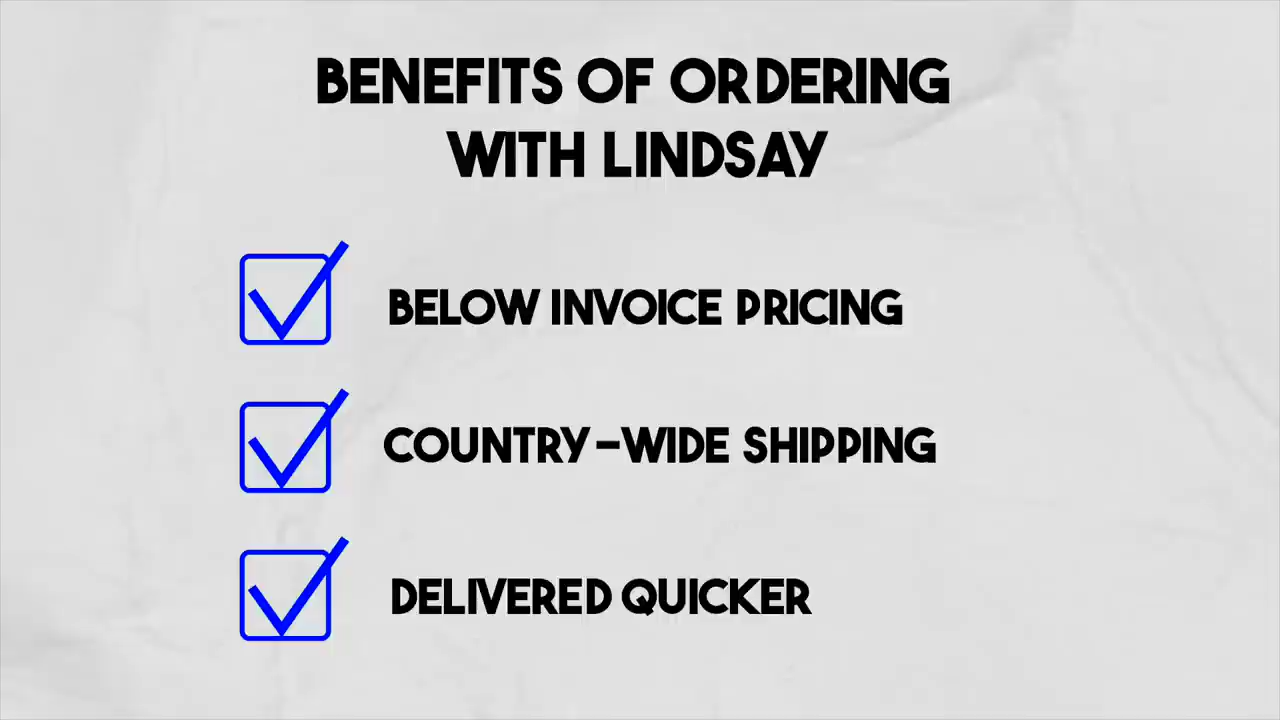 BENEFITS OF ORDERING
WITH LINDSAY
BELOW INVOICE PRICING
COUNTRY-WIDE SHIPPING
DELIVERED QUICKER